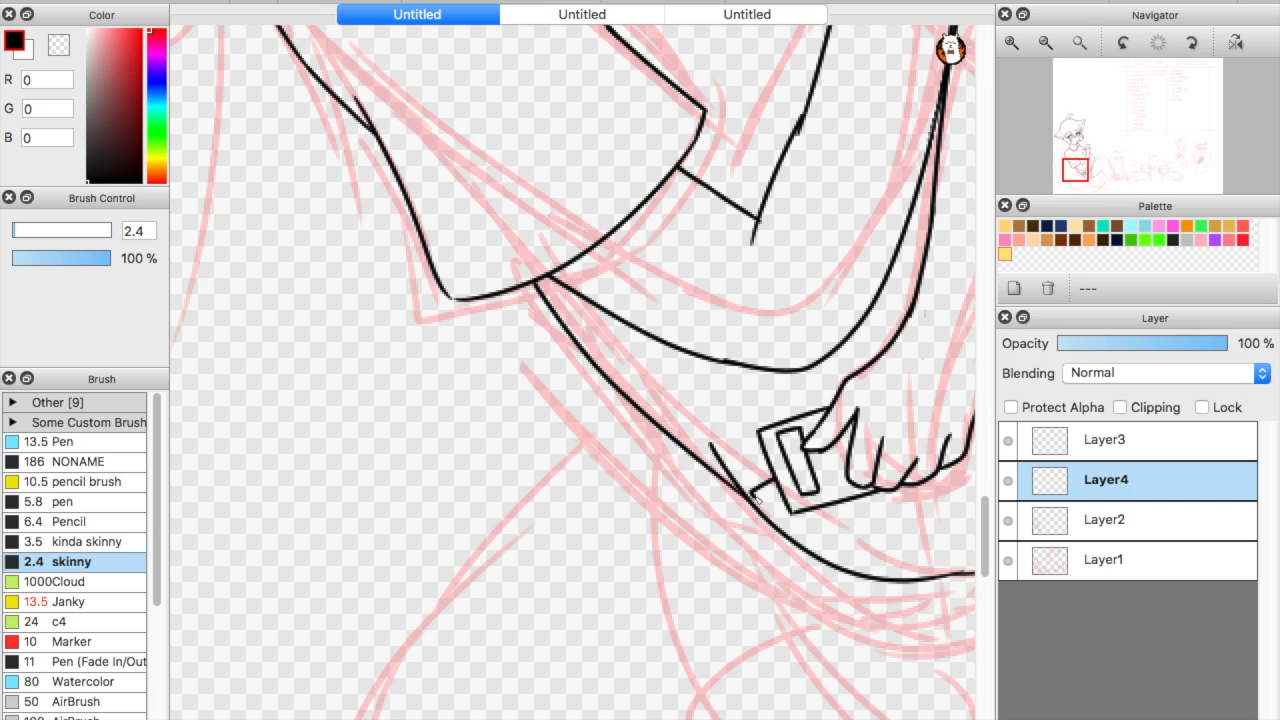 Untitled Untitled Untitled
Color
R 0
G 0
B 0
Brush Control
2.4
100 %
Brush
Other [9]
Some Custom Brush
13.5 Pen
186 NONAME
10.5 pencil brush
5.8 pen
6.4 Pencil
3.5 kinda skinny
2.4 skinny
1000Cloud
13.5 Janky
24 c4
10 Marker
11 Pen (Fade In/Out
80 Watercolor
50 AirBrush
Navigator
Palette
---
Layer
Opacity 100 %
Blending Normal
Protect Alpha Clipping Lock
Layer3
Layer4
Layer2
Layer1